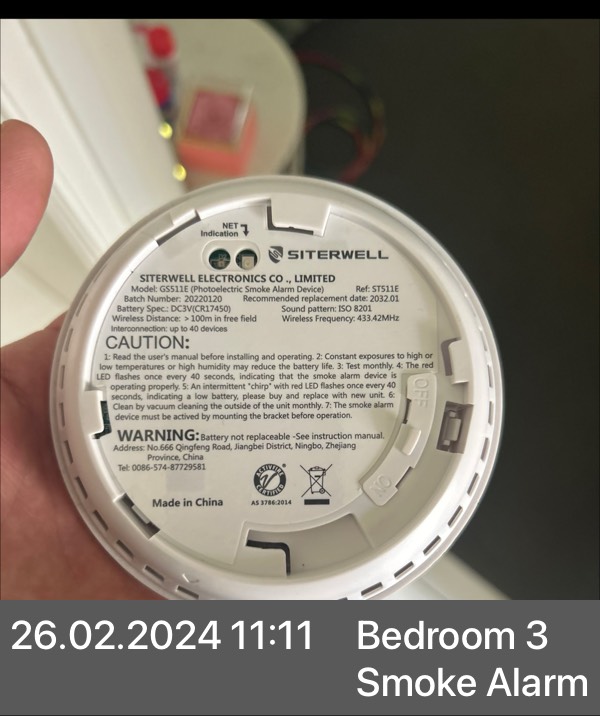 NET
Indication
SITERWELL
SITERWELL ELECTRONICS CO ., LIMITED
Model: GS511E (Photoelectric Smoke Alarm Device) Ref: ST511E
Batch Number: 20220120 Recommended replacement date: 2032.01
Battery Spec.: DC3V(CR17450) Sound pattern: ISO 8201
Wireless Distance: >100m in free field Wireless Frequency: 433.42MHz
Interconnection: up to 40 devices
CAUTION:
1: Read the user's manual before installing and operating. 2: Constant exposures to high or
low temperatures or high humidity may reduce the battery life. 3: Test monthly. 4: The red
LED flashes once every 40 seconds, indicating that the smoke alarm device is
operating properly. 5: An intermittent "chirp" with red LED flashes once every 40
seconds, indicating a low battery, please buy and replace with new unit. 6:
Clean by vacuum cleaning the outside of the unit monthly. 7: The smoke alarm
device must be actived by mounting the bracket before operation.
OFF
WARNING: Battery not replaceable -See instruction manual.
Address: No.666 Qingfeng Road, Jiangbei District, Ningbo, Zhejiang
Province, China
Tel: 0086-574-87729581
ON
Made in China
AS 3786:2014
26.02.2024 11:11 Bedroom 3
Smoke Alarm